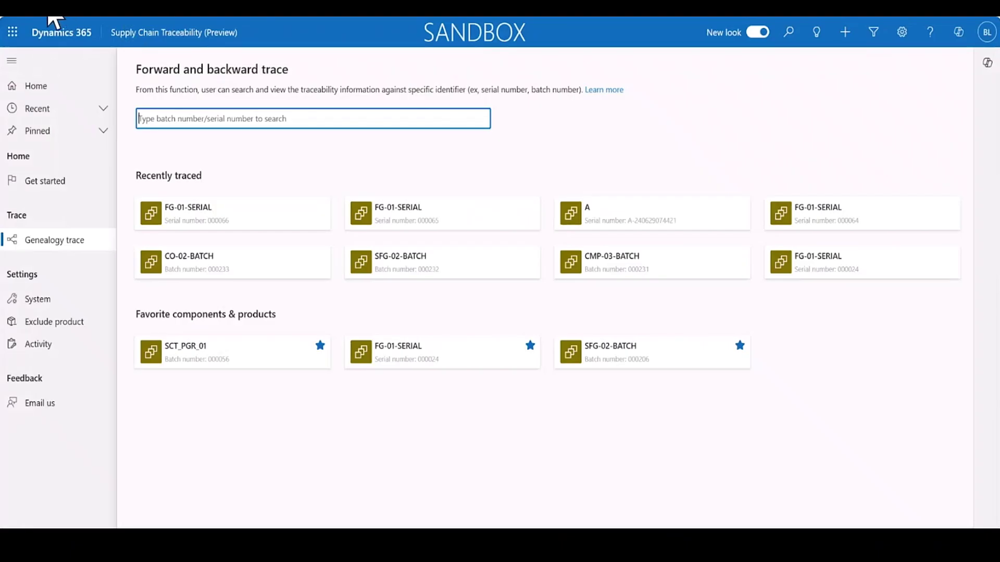 Dynamics 365
Supply Chain Traceability (Preview)
SANDBOX
New look
BL
Home
Recent
Pinned
Home
Get started
Trace
Genealogy trace
Settings
System
Exclude product
Activity
Feedback
Email us
Forward and backward trace
From this function, user can search and view the traceability information against specific identifier (ex, serial number, batch number). Learn more
Type batch number/serial number to search
Recently traced
FG-01-SERIAL
Serial number: 000066
FG-01-SERIAL
Serial number: 000065
A
Serial number: A-240629074421
FG-01-SERIAL
Serial number: 000064
CO-02-BATCH
Batch number: 000233
SFG-02-BATCH
Batch number: 000232
CMP-03-BATCH
Batch number: 000231
FG-01-SERIAL
Serial number: 000024
Favorite components & products
SCT_PGR_01
Batch number: 000056
FG-01-SERIAL
Serial number: 000024
SFG-02-BATCH
Batch number: 000206